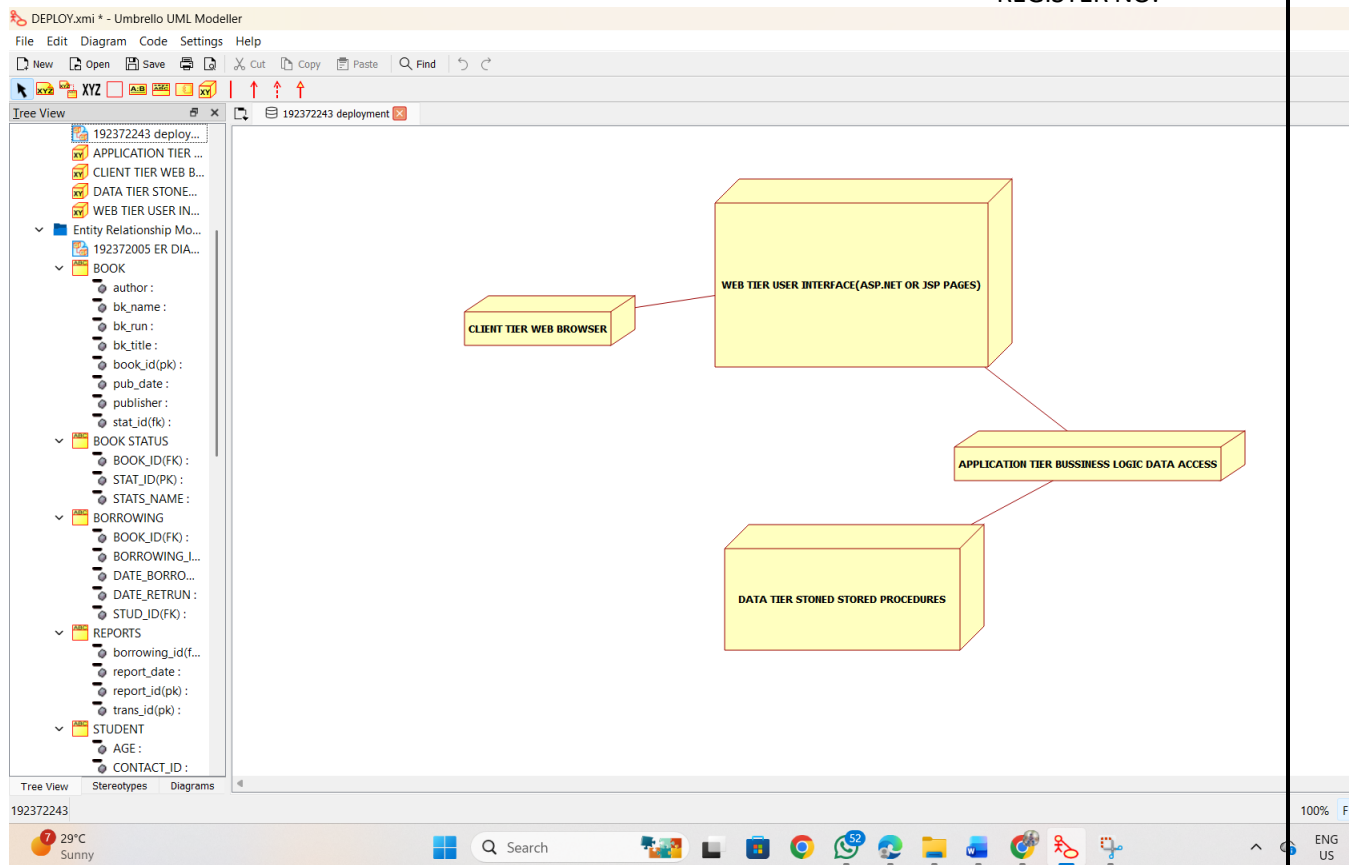 REGISTER NO:
DEPLOY.xmi * - Umbrello UML Modeller
File Edit Diagram Code Settings Help
New Open Save Cut Copy Paste Find
XYZ A:B
Tree View
192372243 deployment
192372243 deploy...
APPLICATION TIER ...
CLIENT TIER WEB B...
DATA TIER STONE...
WEB TIER USER IN...
Entity Relationship Mo...
192372005 ER DIA...
BOOK
author :
bk_name :
bk_run :
bk_title :
book_id(pk) :
pub_date :
publisher :
stat_id(fk) :
BOOK STATUS
BOOK_ID(FK) :
STAT_ID(PK) :
STATS_NAME :
BORROWING
BOOK_ID(FK) :
BORROWING_I...
DATE_BORRO...
DATE_RETRUN :
STUD_ID(FK) :
REPORTS
borrowing_id(f...
report_date :
report_id(pk) :
trans_id(pk) :
STUDENT
AGE :
CONTACT_ID :
WEB TIER USER INTERFACE(ASP.NET OR JSP PAGES)
CLIENT TIER WEB BROWSER
APPLICATION TIER BUSSINESS LOGIC DATA ACCESS
DATA TIER STONED STORED PROCEDURES
Tree View Stereotypes Diagrams
192372243
100% F
7
29°C
Sunny
Search
52
ENG
US